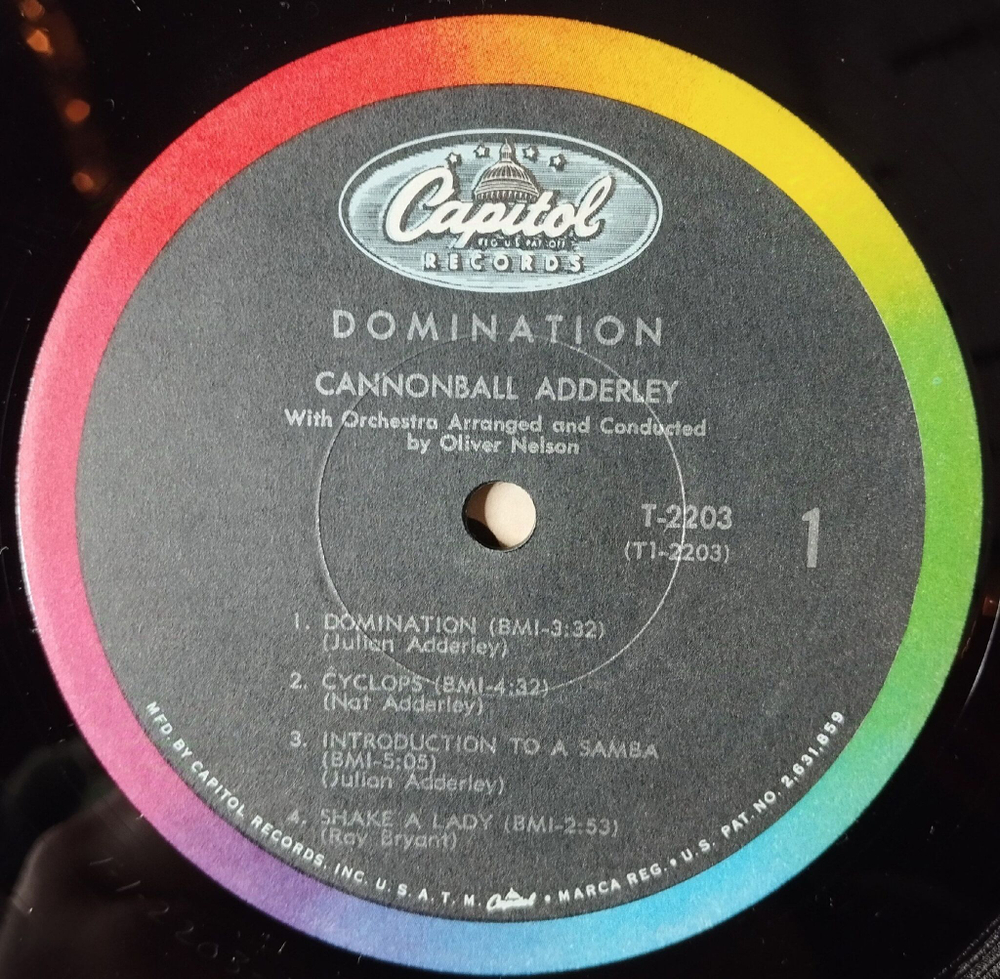 Capitol
REG. U.S. PAT. OFF.
RECORDS
DOMINATION
CANNONBALL ADDERLEY
With Orchestra Arranged and Conducted
by Oliver Nelson
T-2203
(T1-2203)
1
1. DOMINATION (BMI-3:32)
(Julian Adderley)
2. CYCLOPS (BMI-4:32)
(Nat Adderley)
3. INTRODUCTION TO A SAMBA
(BMI-5:05)
(Julian Adderley)
4. SHAKE A LADY (BMI-2:53)
(Ray Bryant)
MFD. BY CAPITOL RECORDS, INC. U.S.A. T.M. Capitol • MARCA REG. • U.S. PAT. NO. 2,631,859